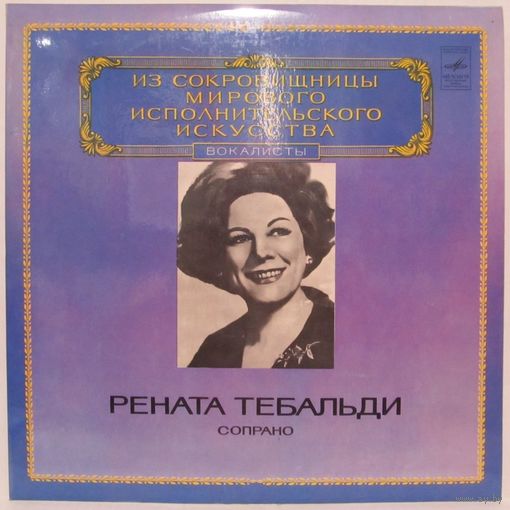 ИЗ СОКРОВИЩНИЦЫ
МИРОВОГО
ИСПОЛНИТЕЛЬСКОГО
ИСКУССТВА
ВОКАЛИСТЫ
РЕНАТА ТЕБАЛЬДИ
СОПРАНО